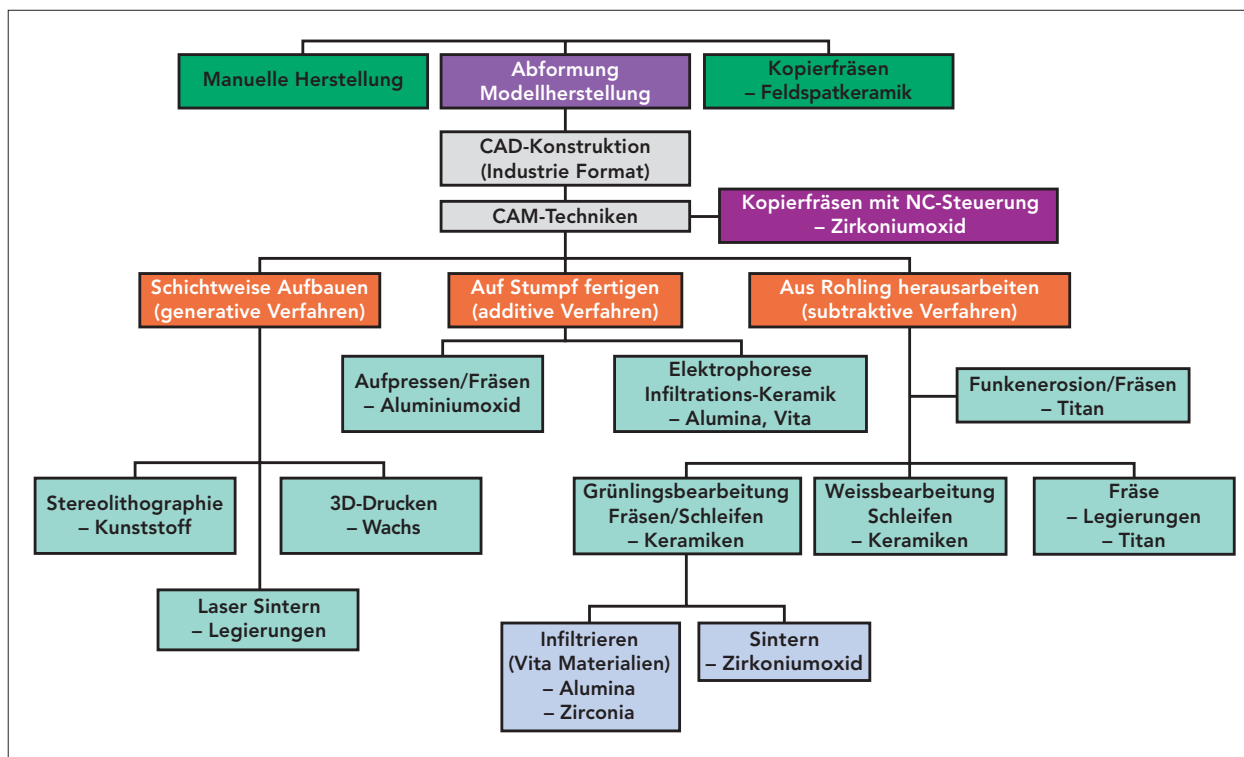 Manuelle Herstellung
Abformung
Modellherstellung
Kopierfräsen
– Feldspatkeramik
CAD-Konstruktion
(Industrie Format)
CAM-Techniken
Kopierfräsen mit NC-Steuerung
– Zirkoniumoxid
Schichtweise Aufbauen
(generative Verfahren)
Auf Stumpf fertigen
(additive Verfahren)
Aus Rohling herausarbeiten
(subtraktive Verfahren)
Aufpressen/Fräsen
– Aluminiumoxid
Elektrophorese
Infiltrations-Keramik
– Alumina, Vita
Funkenerosion/Fräsen
– Titan
Stereolithographie
– Kunststoff
3D-Drucken
– Wachs
Grünlingsbearbeitung
Fräsen/Schleifen
– Keramiken
Weissbearbeitung
Schleifen
– Keramiken
Fräse
– Legierungen
– Titan
Laser Sintern
– Legierungen
Infiltrieren
(Vita Materialien)
– Alumina
– Zirconia
Sintern
– Zirkoniumoxid